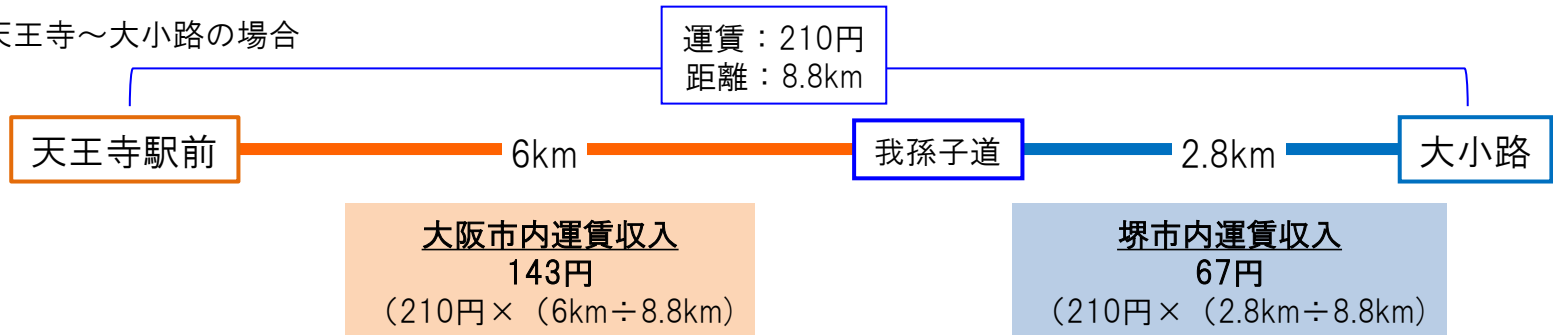 天王寺～大小路の場合
運賃：210円
距離：8.8km
天王寺駅前
6km
我孫子道
2.8km
大小路
大阪市内運賃収入
143円
（210円×（6km÷8.8km）
堺市内運賃収入
67円
（210円×（2.8km÷8.8km）